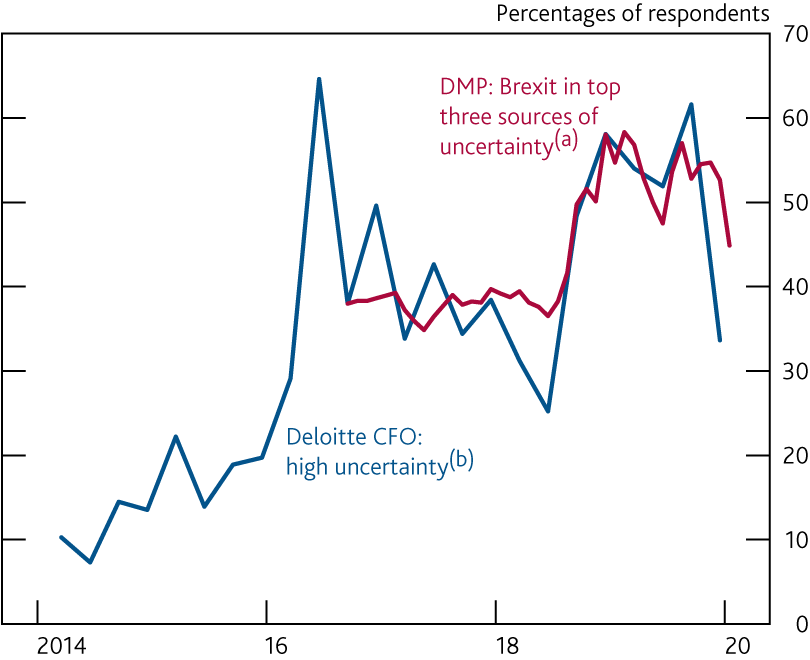 Percentages of respondents
70
DMP: Brexit in top
three sources of
uncertainty(a)
60
50
40
30
Deloitte CFO:
high uncertainty(b)
20
10
0
2014 16 18 20